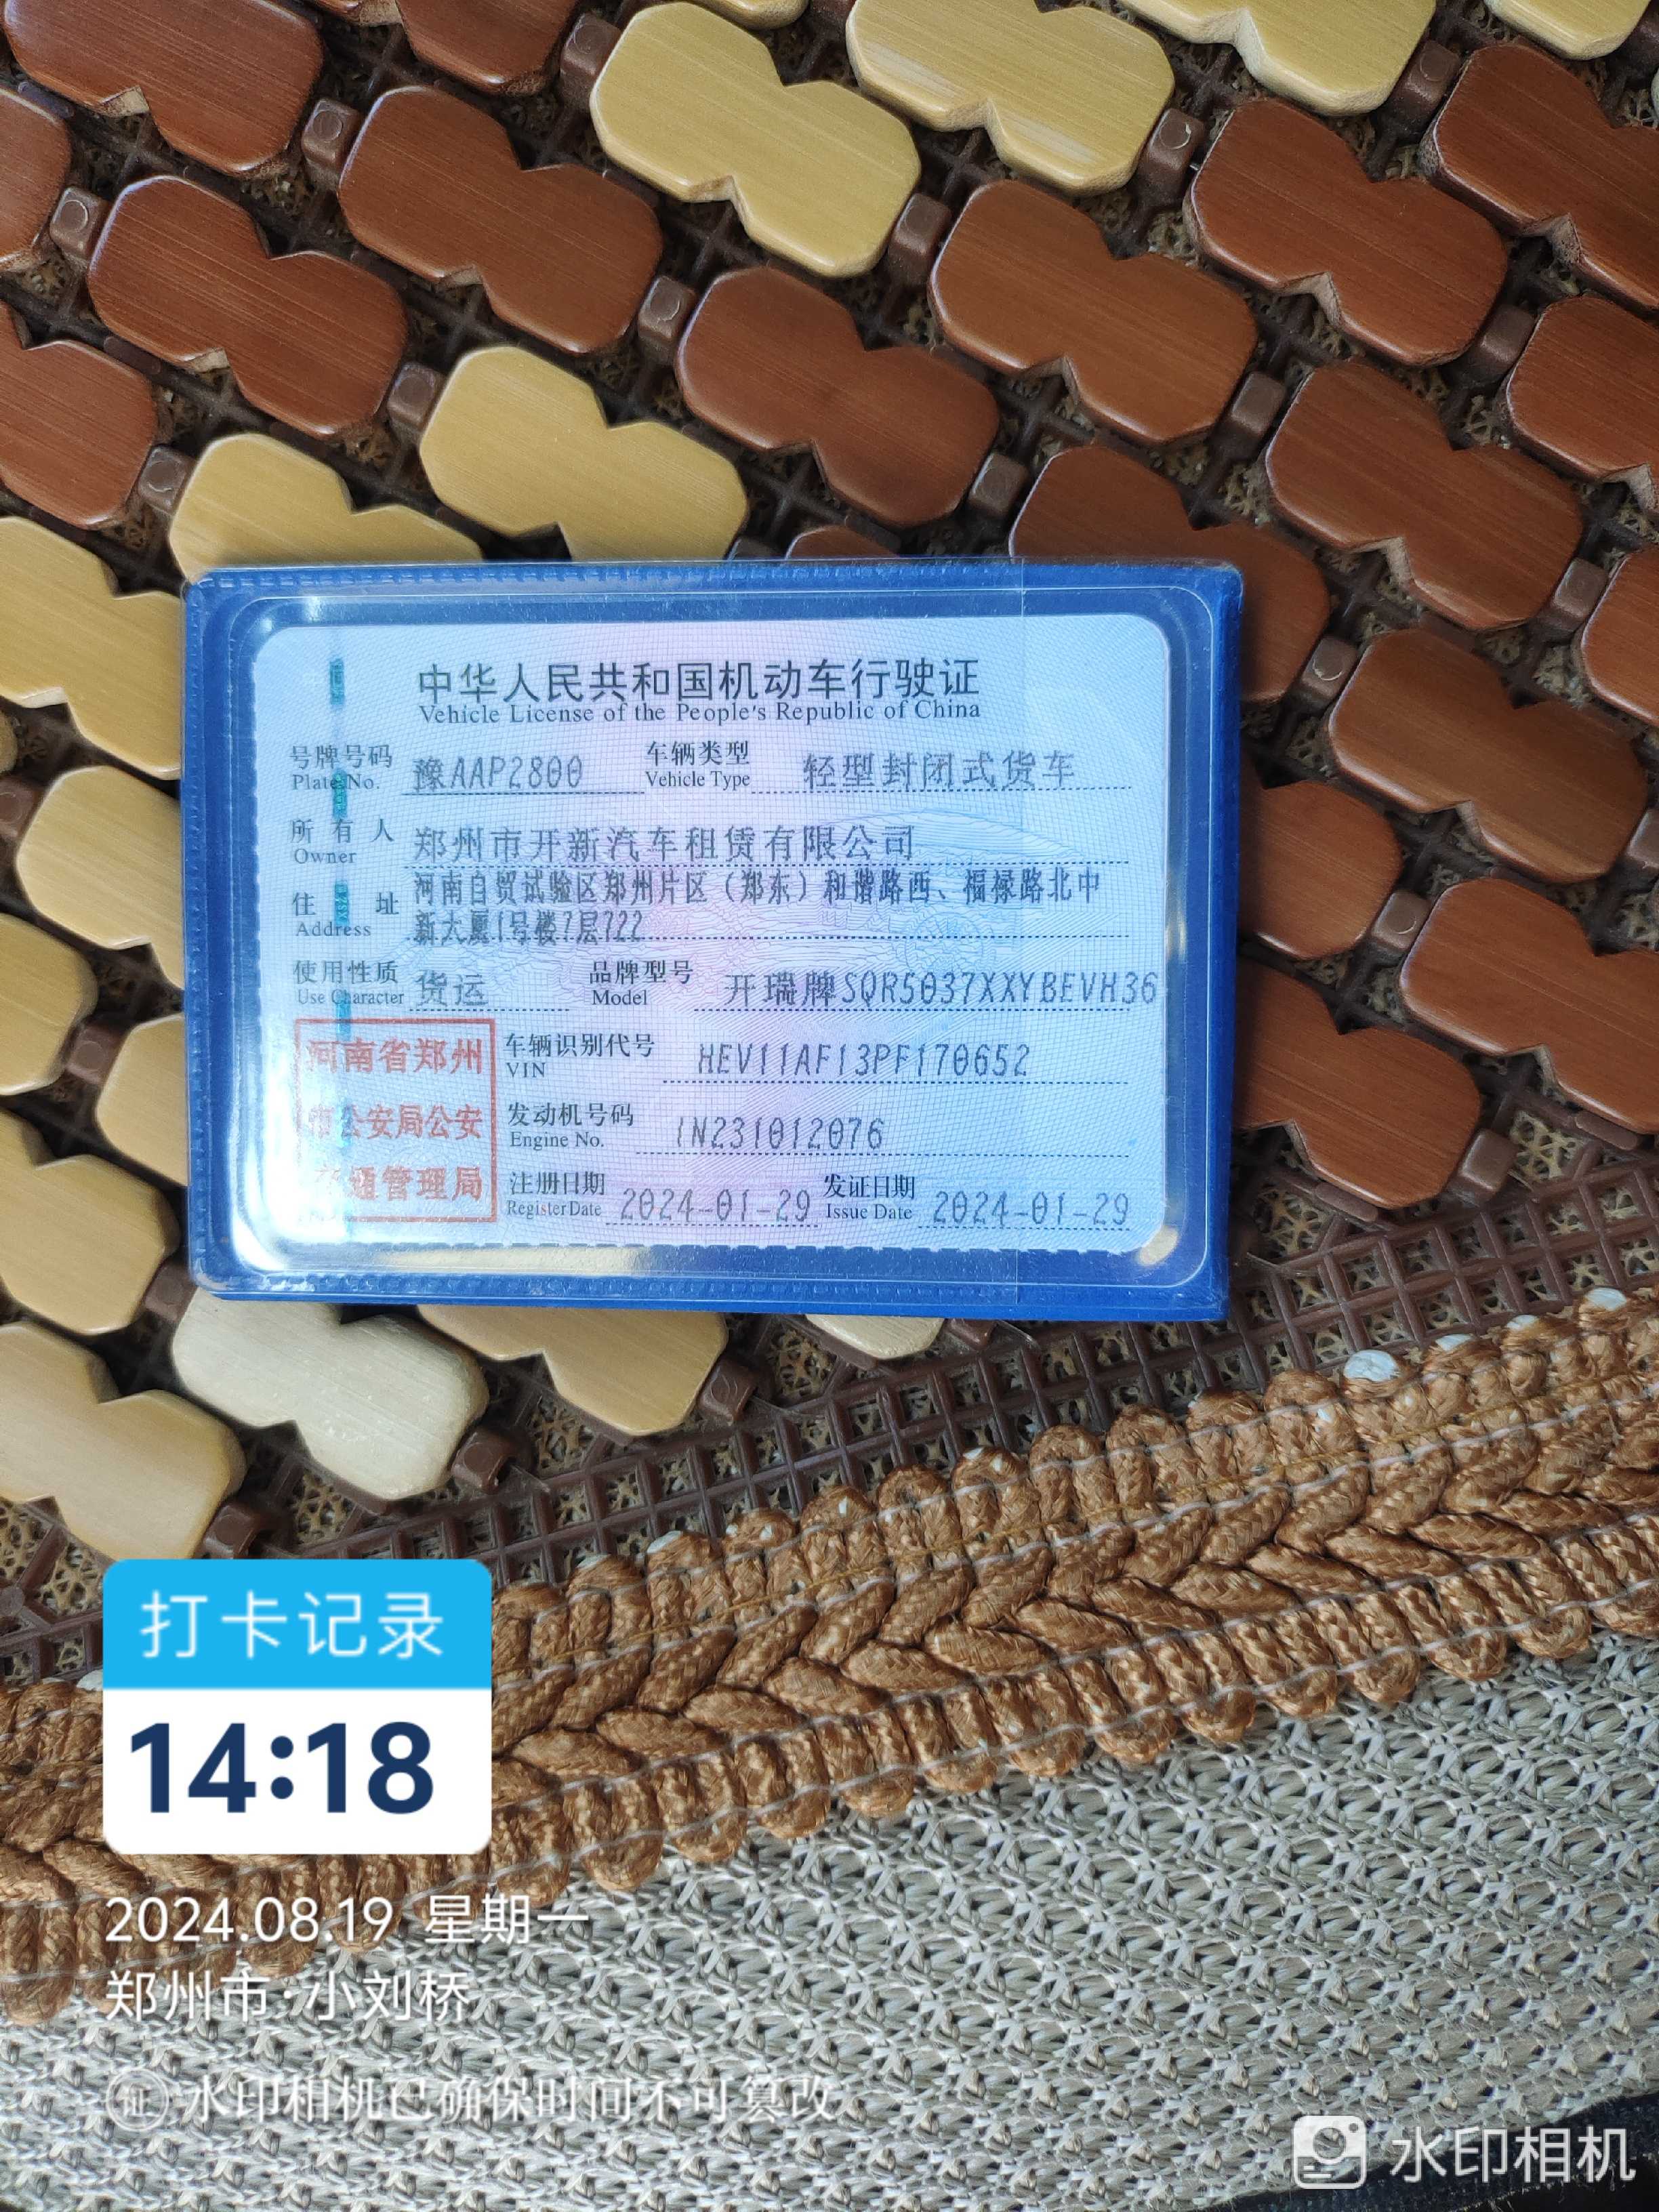 中华人民共和国机动车行驶证
Vehicle License of the People's Republic of China
号牌号码 豫AAP2800 车辆类型 轻型封闭式货车
Plate No. Vehicle Type
所有人 郑州市开新汽车租赁有限公司
Owner
住址 河南自贸试验区郑州片区（郑东）和谐路西、福禄路北中
Address 新大厦1号楼7层722
使用性质 货运 品牌型号 开瑞牌SQR5037XXYBEVH36
Use Character Model
河南省郑州
市公安局公安
交通管理局
车辆识别代号 HEV11AF13PF170652
VIN
发动机号码 1N231012076
Engine No.
注册日期 2024-01-29 发证日期 2024-01-29
Register Date Issue Date
打卡记录
14:18
2024.08.19 星期一
郑州市·小刘桥
证 水印相机已确保时间不可篡改
水印相机